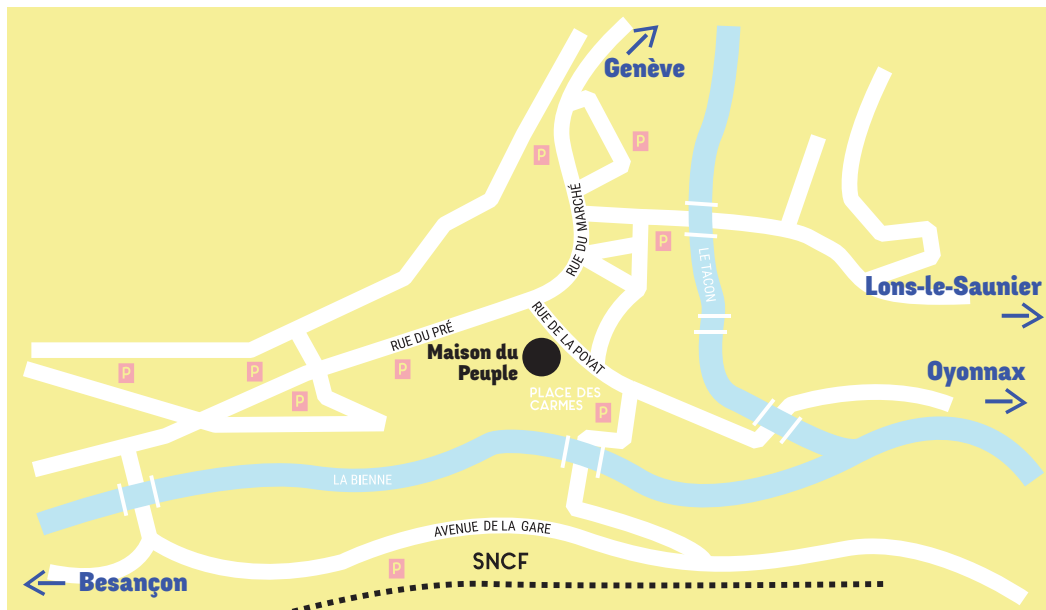 Genève
P
P
RUE DU MARCHÉ
P
LE TACON
Lons-le-Saunier
RUE DE LA POYAT
RUE DU PRÉ
Maison du
Peuple
P
P
P
P
Oyonnax
PLACE DES
CARMES
P
LA BIENNE
AVENUE DE LA GARE
SNCF
P
Besançon